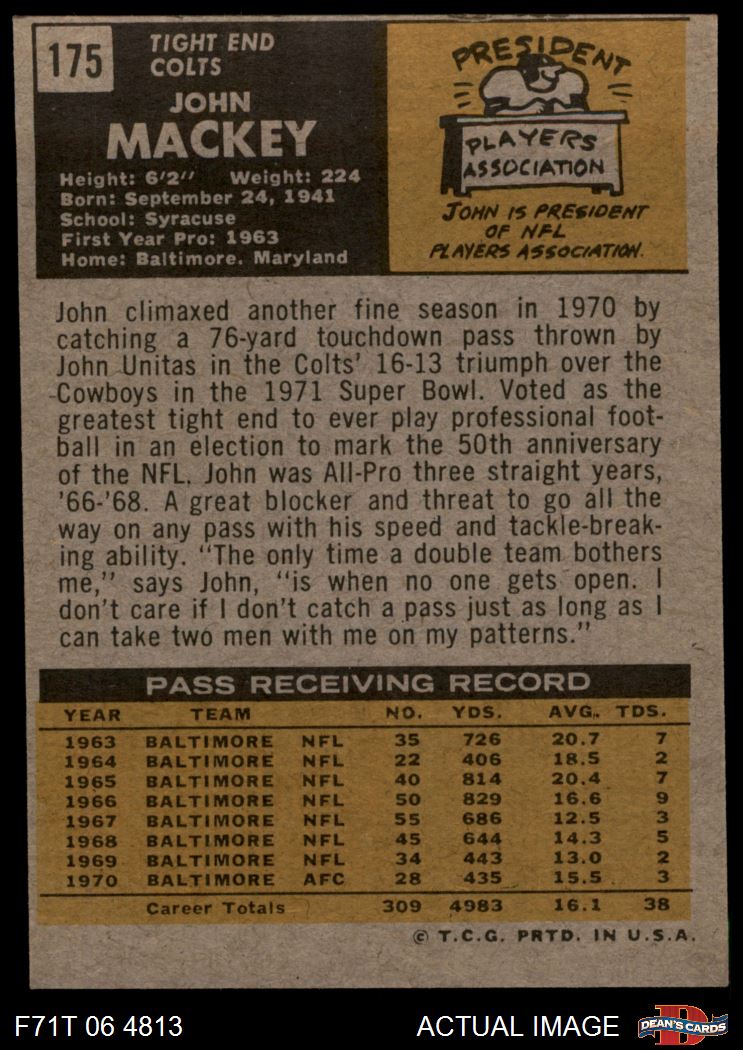 175
TIGHT END
COLTS
JOHN
MACKEY
Height: 6'2" Weight: 224
Born: September 24, 1941
School: Syracuse
First Year Pro: 1963
Home: Baltimore, Maryland
PRESIDENT
PLAYERS
ASSOCIATION
JOHN IS PRESIDENT
OF NFL
PLAYERS ASSOCIATION.
John climaxed another fine season in 1970 by
catching a 76-yard touchdown pass thrown by
John Unitas in the Colts' 16-13 triumph over the
Cowboys in the 1971 Super Bowl. Voted as the
greatest tight end to ever play professional foot-
ball in an election to mark the 50th anniversary
of the NFL, John was All-Pro three straight years,
'66-'68. A great blocker and threat to go all the
way on any pass with his speed and tackle-break-
ing ability. "The only time a double team bothers
me," says John, "is when no one gets open. I
don't care if I don't catch a pass just as long as I
can take two men with me on my patterns."
PASS RECEIVING RECORD
YEAR TEAM NO. YDS. AVG. TDS.
1963 BALTIMORE NFL 35 726 20.7 7
1964 BALTIMORE NFL 22 406 18.5 2
1965 BALTIMORE NFL 40 814 20.4 7
1966 BALTIMORE NFL 50 829 16.6 9
1967 BALTIMORE NFL 55 686 12.5 3
1968 BALTIMORE NFL 45 644 14.3 5
1969 BALTIMORE NFL 34 443 13.0 2
1970 BALTIMORE AFC 28 435 15.5 3
Career Totals 309 4983 16.1 38
© T.C.G. PRTD. IN U.S.A.
F71T 06 4813 ACTUAL IMAGE
D
DEAN'S CARDS